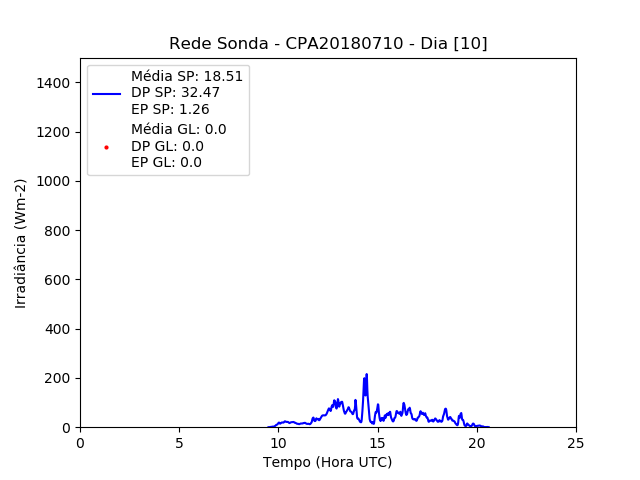 Rede Sonda - CPA20180710 - Dia [10]
Média SP: 18.51
DP SP: 32.47
EP SP: 1.26
Média GL: 0.0
DP GL: 0.0
EP GL: 0.0
1400
1200
1000
800
600
400
200
0
Irradiância (Wm-2)
0 5 10 15 20 25
Tempo (Hora UTC)